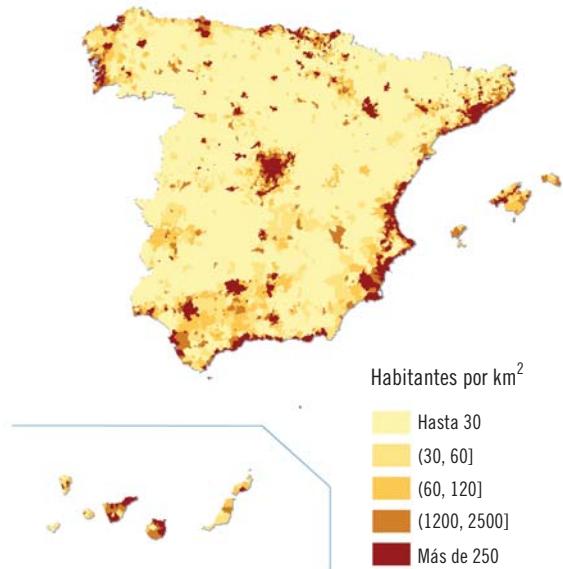 Habitantes por km²
Hasta 30
(30, 60]
(60, 120]
(1200, 2500]
Más de 250